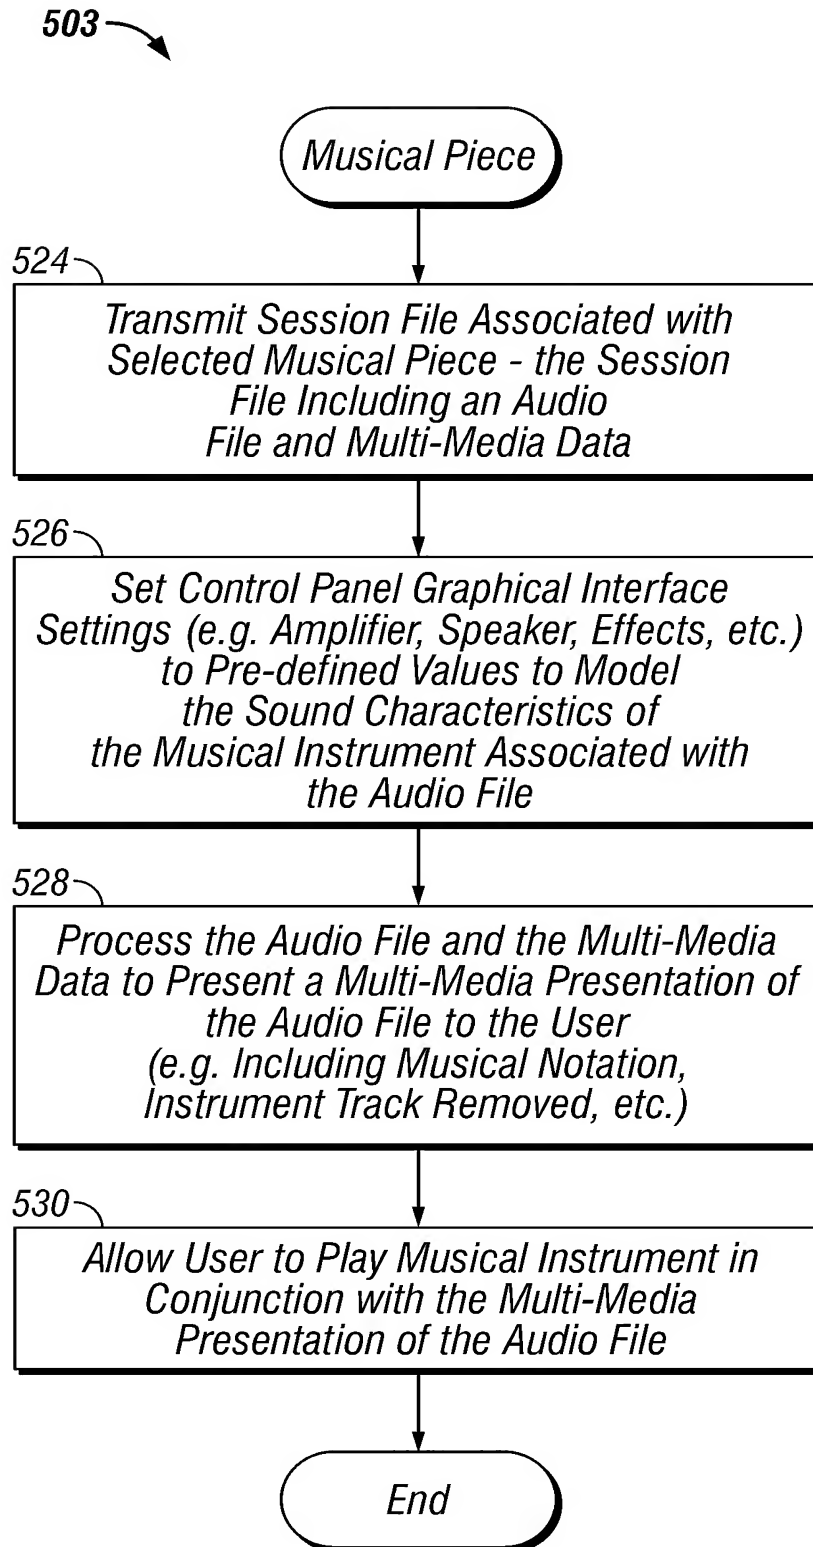 503
Musical Piece
524
Transmit Session File Associated with
Selected Musical Piece - the Session
File Including an Audio
File and Multi-Media Data
526
Set Control Panel Graphical Interface
Settings (e.g. Amplifier, Speaker, Effects, etc.)
to Pre-defined Values to Model
the Sound Characteristics of
the Musical Instrument Associated with
the Audio File
528
Process the Audio File and the Multi-Media
Data to Present a Multi-Media Presentation of
the Audio File to the User
(e.g. Including Musical Notation,
Instrument Track Removed, etc.)
530
Allow User to Play Musical Instrument in
Conjunction with the Multi-Media
Presentation of the Audio File
End